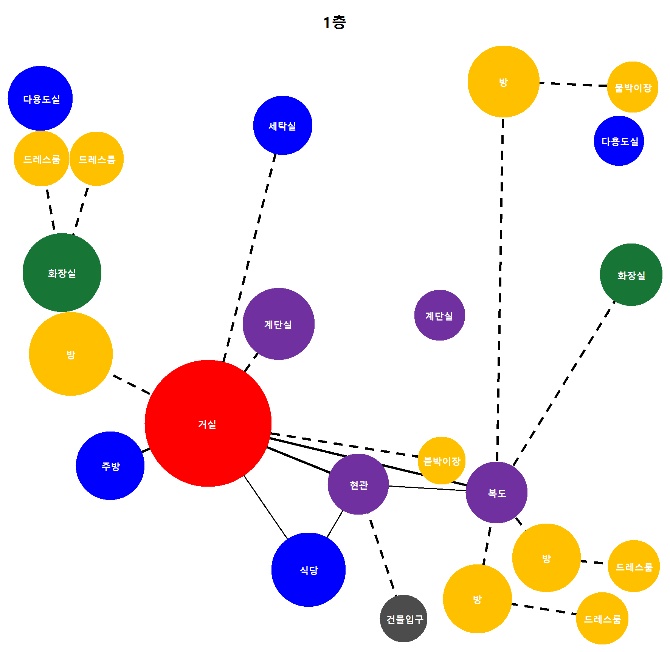 1층
방
붙박이장
다용도실
세탁실
다용도실
드레스룸
드레스룸
화장실
화장실
계단실
계단실
방
거실
붙박이장
주방
현관
복도
방
드레스룸
식당
방
건물입구
드레스룸